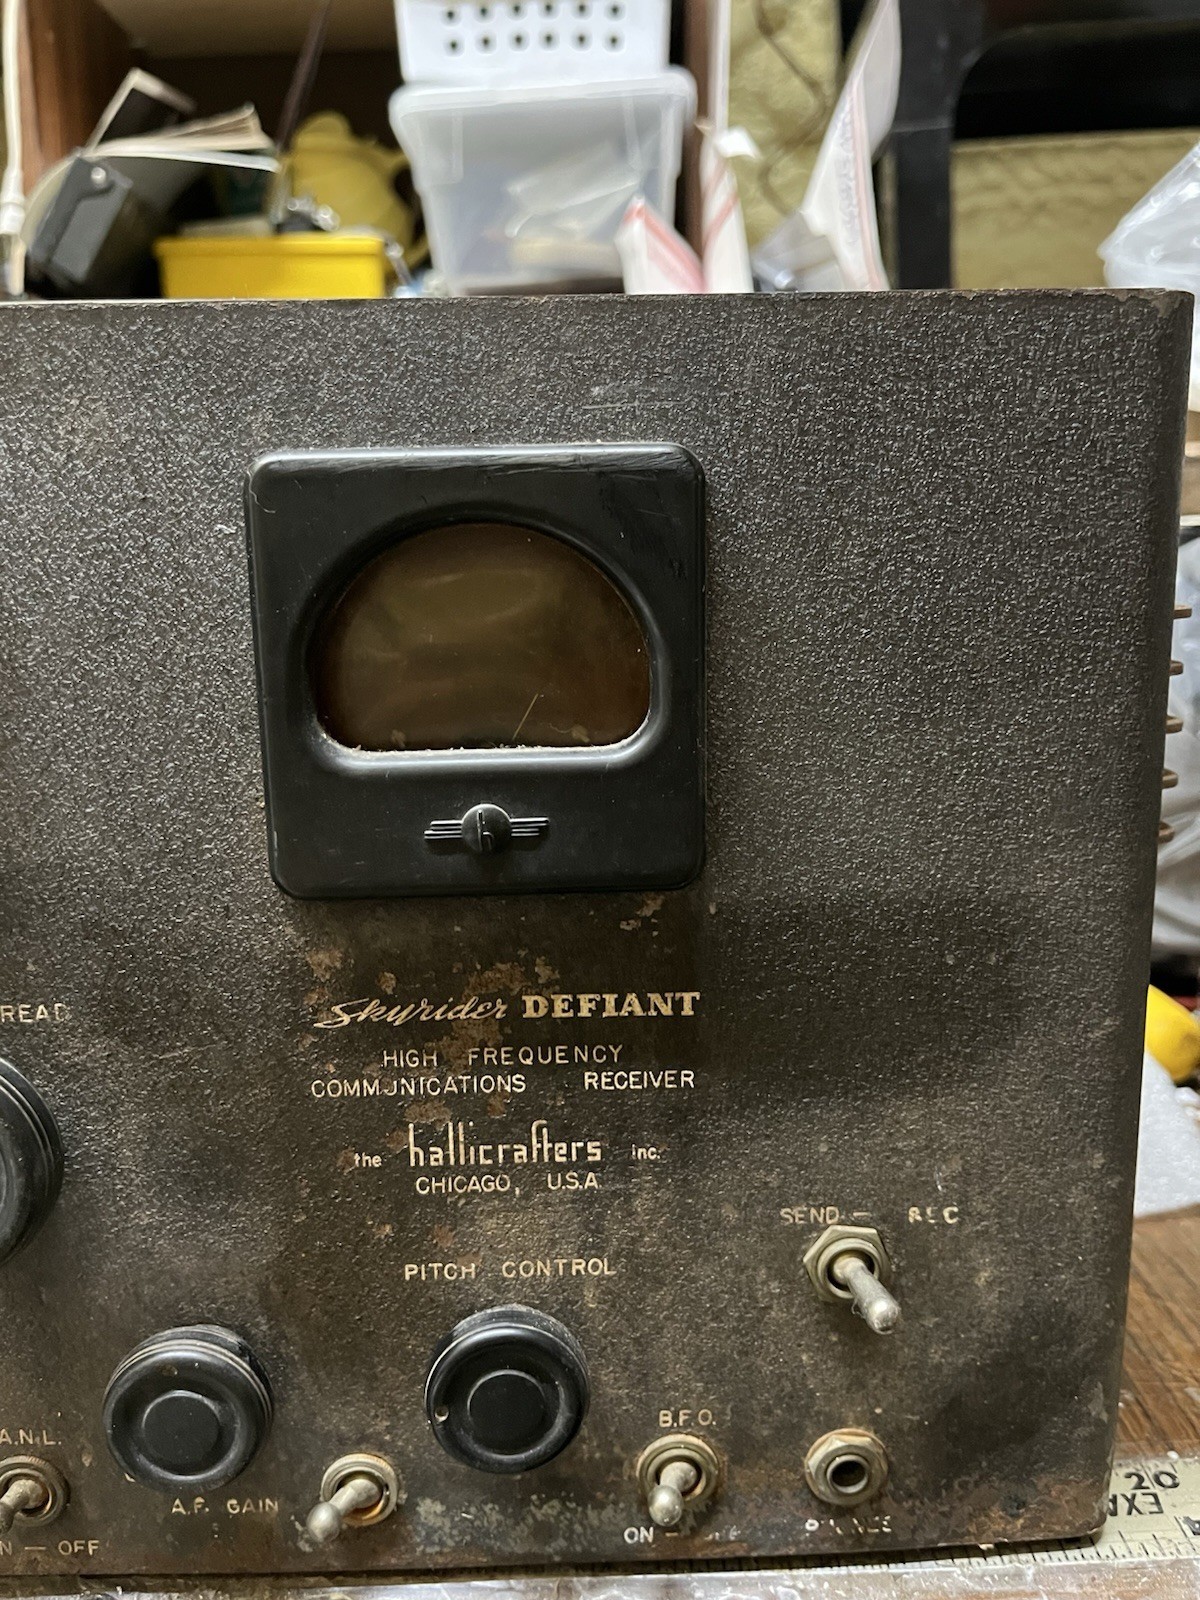 READ
Skyrider DEFIANT
HIGH FREQUENCY
COMMUNICATIONS RECEIVER
the hallicrafters inc.
CHICAGO, U.S.A
SEND — REC
PITCH CONTROL
A.N.L.
B.F.O.
A.F. GAIN
N — OFF
ON —
20
EXA